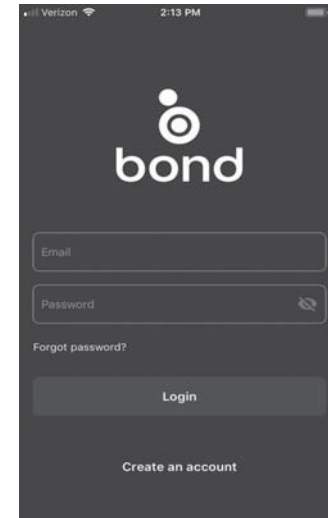 Verizon 2:13 PM
bond
Email
Password
Forgot password?
Login
Create an account